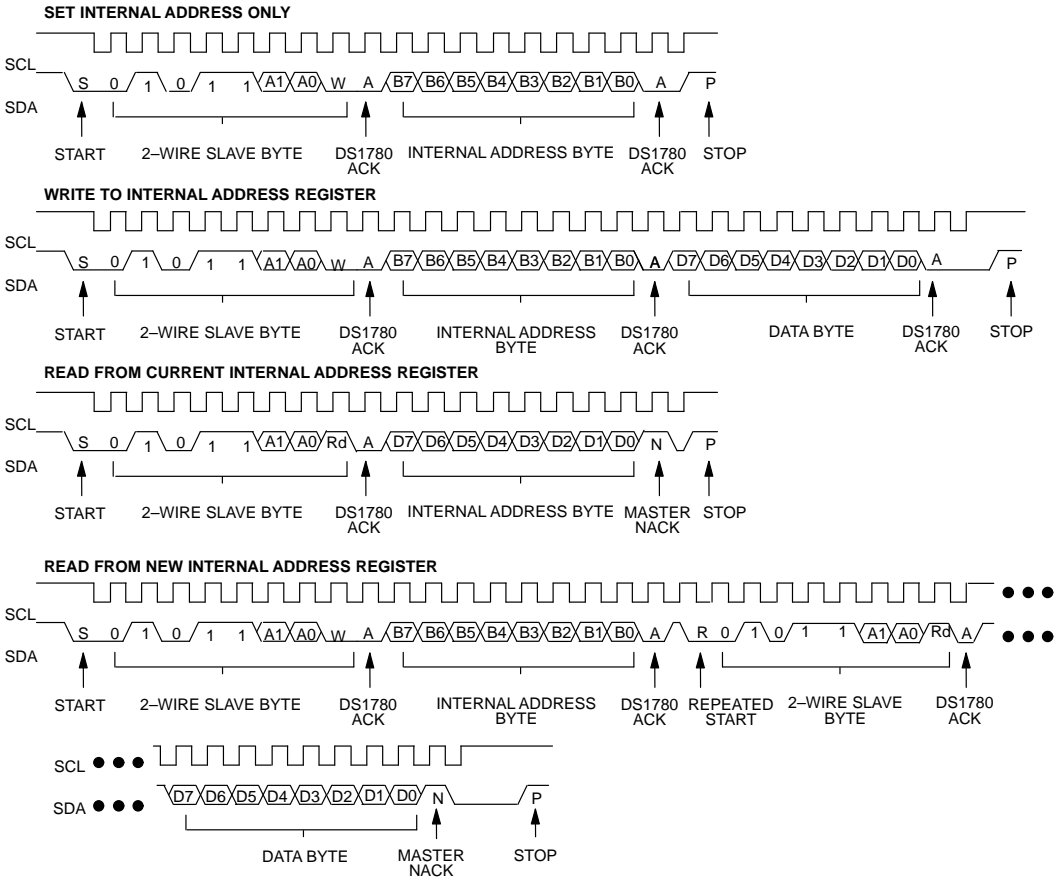 SET INTERNAL ADDRESS ONLY
SCL
SDA
S 0 1 0 1 1 A1 A0 W A B7 B6 B5 B4 B3 B2 B1 B0 A P
START 2–WIRE SLAVE BYTE DS1780 ACK INTERNAL ADDRESS BYTE DS1780 ACK STOP
WRITE TO INTERNAL ADDRESS REGISTER
SCL
S 0 1 0 1 1 A1 A0 W A B7 B6 B5 B4 B3 B2 B1 B0 A D7 D6 D5 D4 D3 D2 D1 D0 A P
SDA
START 2–WIRE SLAVE BYTE DS1780 ACK INTERNAL ADDRESS BYTE DS1780 ACK DATA BYTE DS1780 ACK STOP
READ FROM CURRENT INTERNAL ADDRESS REGISTER
SCL
S 0 1 0 1 1 A1 A0 Rd A D7 D6 D5 D4 D3 D2 D1 D0 N P
SDA
START 2–WIRE SLAVE BYTE DS1780 ACK INTERNAL ADDRESS BYTE MASTER NACK STOP
READ FROM NEW INTERNAL ADDRESS REGISTER
SCL
S 0 1 0 1 1 A1 A0 W A B7 B6 B5 B4 B3 B2 B1 B0 A R 0 1 0 1 1 A1 A0 Rd A
SDA
START 2–WIRE SLAVE BYTE DS1780 ACK INTERNAL ADDRESS BYTE DS1780 ACK REPEATED START 2–WIRE SLAVE BYTE DS1780 ACK
SCL
SDA D7 D6 D5 D4 D3 D2 D1 D0 N P
DATA BYTE MASTER NACK STOP